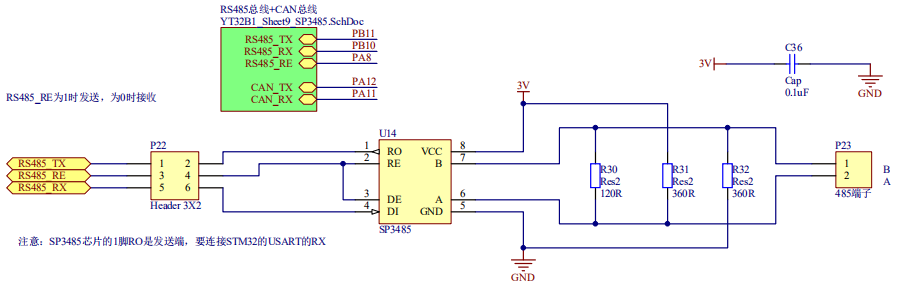 RS485总线+CAN总线
YT32B1_Sheet9_SP3485.SchDoc
RS485_TX PB11
RS485_RX PB10
RS485_RE PA8
CAN_TX PA12
CAN_RX PA11
C36
3V
Cap
0.1uF
GND
RS485_RE为1时发送，为0时接收
3V
P22
U14
P23
RS485_TX 1 2 1 RO VCC 8
RS485_RE 3 4 2 RE B 7
RS485_RX 5 6
3 DE A 6
4 DI GND 5
Header 3X2
SP3485
R30
Res2
120R
R31
Res2
360R
R32
Res2
360R
1 B
2 A
485端子
注意：SP3485芯片的1脚RO是发送端，要连接STM32的USART的RX
GND